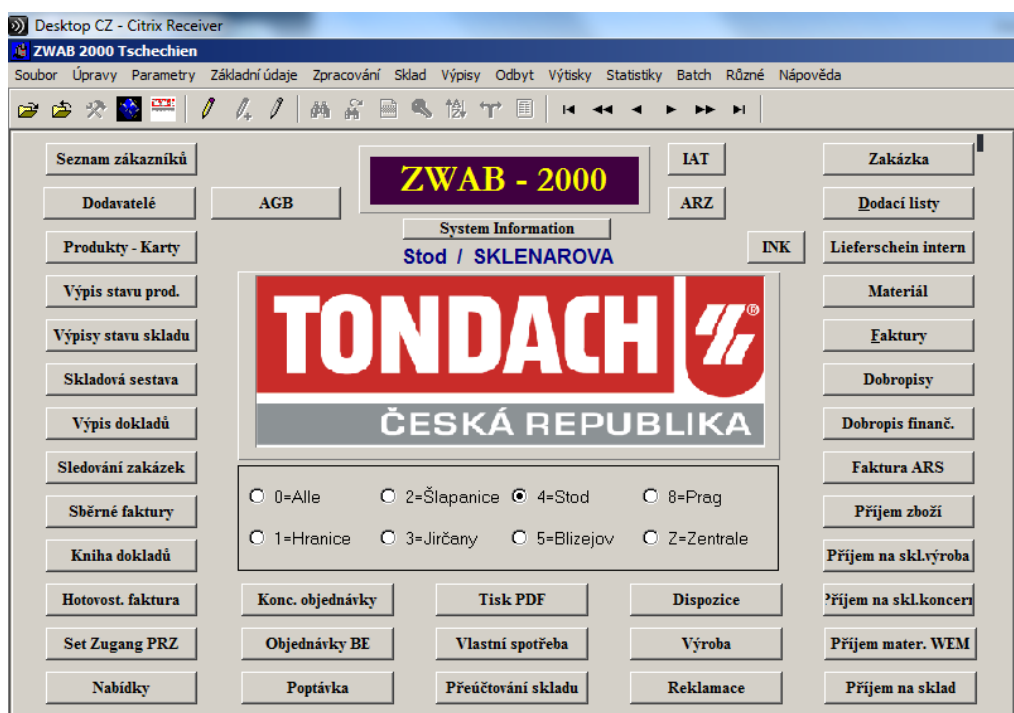 Desktop CZ - Citrix Receiver
ZWAB 2000 Tschechien
Soubor Úpravy Parametry Základní údaje Zpracování Sklad Výpisy Odbyt Výtisky Statistiky Batch Různé Nápověda
Seznam zákazníků
ZWAB - 2000
IAT
Zakázka
Dodavatelé
AGB
ARZ
Dodací listy
System Information
Produkty - Karty
Stod / SKLENAROVA
INK
Lieferschein intern
Výpis stavu prod.
TONDACH ®
Materiál
Výpisy stavu skladu
Faktury
Skladová sestava
Dobropisy
Výpis dokladů
ČESKÁ REPUBLIKA
Dobropis finanč.
Sledování zakázek
Faktura ARS
0=Alle 2=Šlapanice 4=Stod 8=Prag
Sběrné faktury
Příjem zboží
1=Hranice 3=Jirčany 5=Blizejov Z=Zentrale
Kniha dokladů
Příjem na skl.výroba
Hotovost. faktura
Konc. objednávky
Tisk PDF
Dispozice
Příjem na skl.koncern
Set Zugang PRZ
Objednávky BE
Vlastní spotřeba
Výroba
Příjem mater. WEM
Nabídky
Poptávka
Přeúčtování skladu
Reklamace
Příjem na sklad